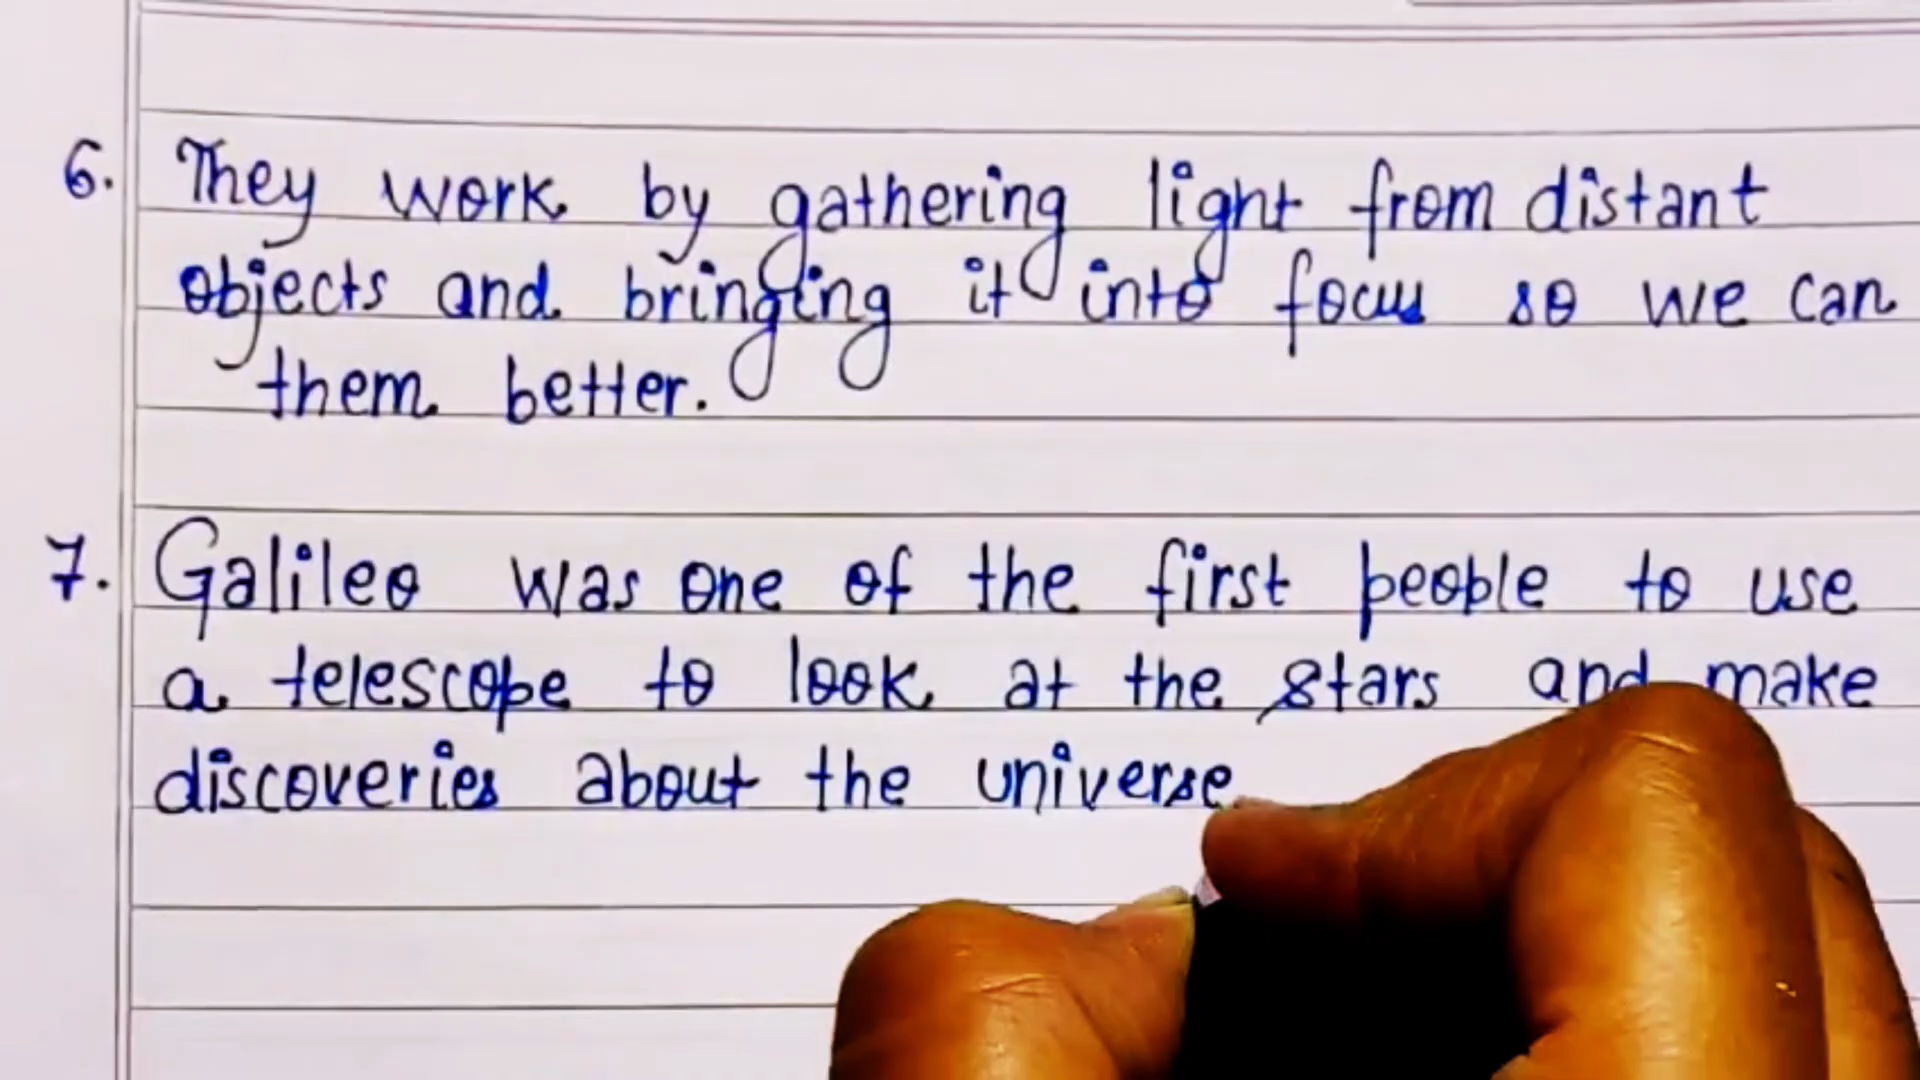 6. They work by gathering light from distant
objects and bringing it into focus so we can
them better.
7. Galileo was one of the first people to use
a telescope to look at the stars and make
discoveries about the universe